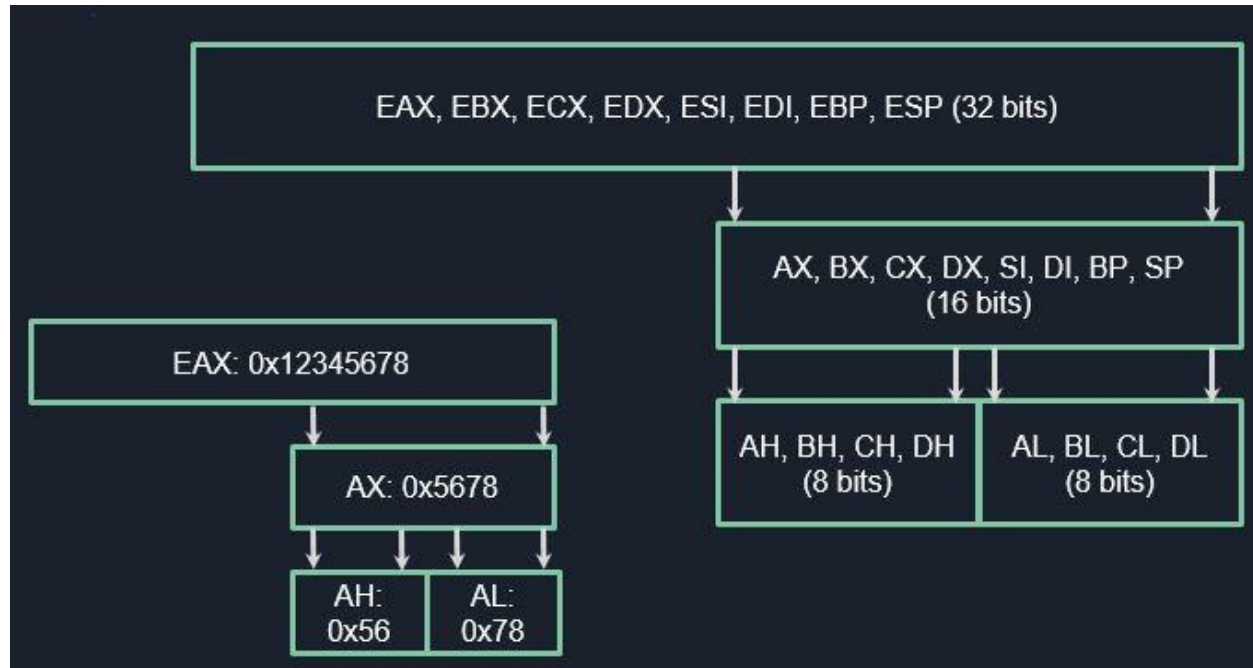 EAX, EBX, ECX, EDX, ESI, EDI, EBP, ESP (32 bits)
AX, BX, CX, DX, SI, DI, BP, SP
(16 bits)
AH, BH, CH, DH
(8 bits)
AL, BL, CL, DL
(8 bits)
EAX: 0x12345678
AX: 0x5678
AH:
0x56
AL:
0x78